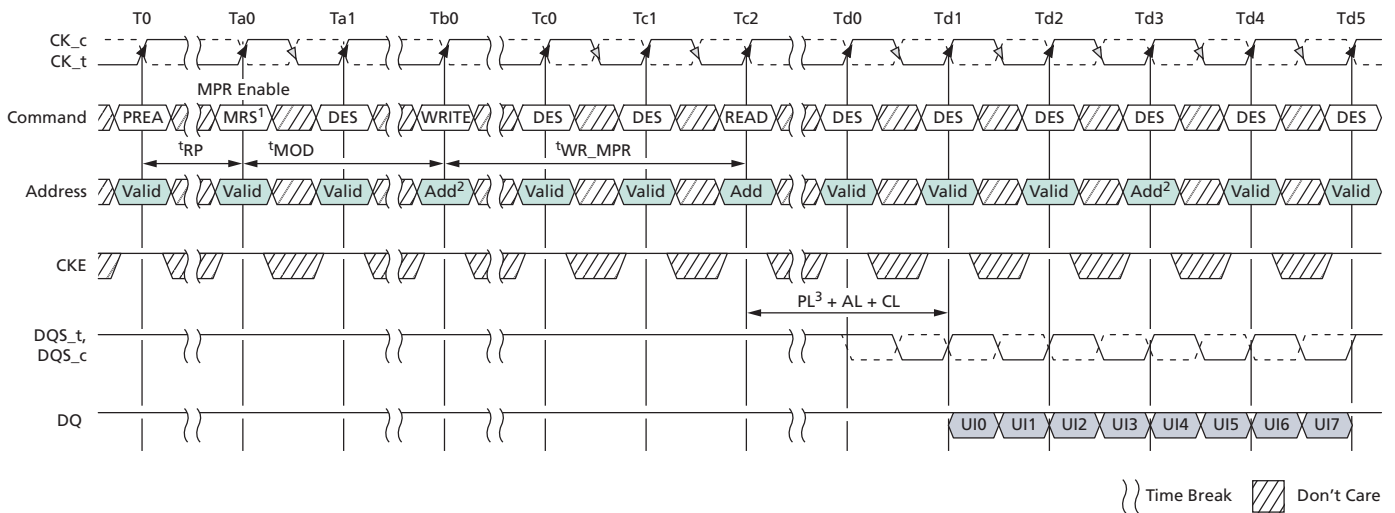 T0 Ta0 Ta1 Tb0 Tc0 Tc1 Tc2 Td0 Td1 Td2 Td3 Td4 Td5
CK_c
CK_t
MPR Enable
Command PREA MRS1 DES WRITE DES DES READ DES DES DES DES DES DES
tRP tMOD tWR_MPR
Address Valid Valid Valid Add2 Valid Valid Add Valid Valid Valid Add2 Valid Valid
CKE
PL3 + AL + CL
DQS_t,
DQS_c
DQ UI0 UI1 UI2 UI3 UI4 UI5 UI6 UI7
Time Break Don't Care